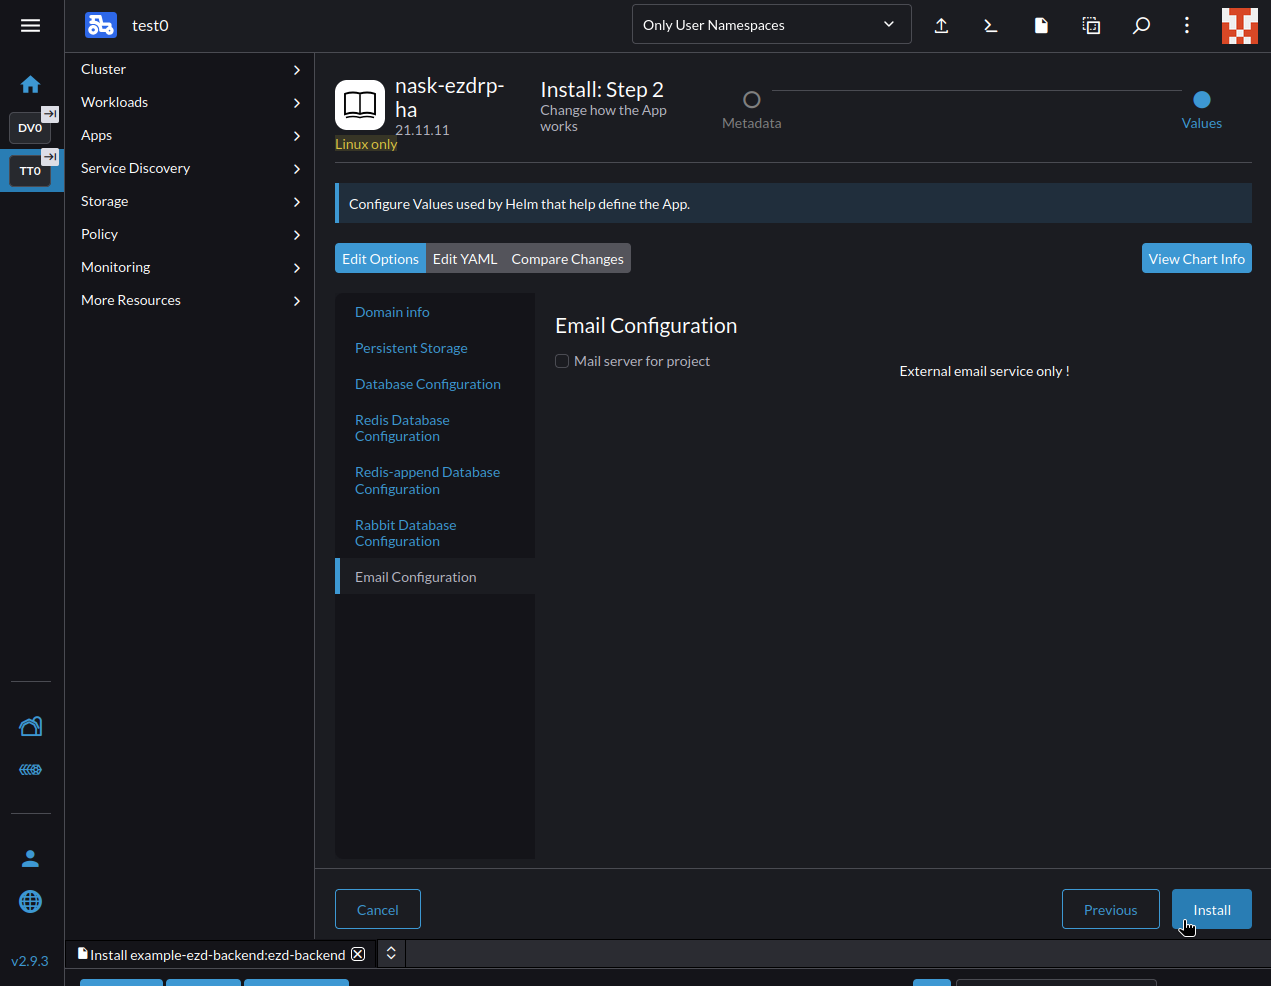 test0
Only User Namespaces
DV0
TT0
v2.9.3
Cluster
Workloads
Apps
Service Discovery
Storage
Policy
Monitoring
More Resources
nask-ezdrp-
ha
21.11.11
Linux only
Install: Step 2
Change how the App
works
Metadata
Values
Configure Values used by Helm that help define the App.
Edit Options
Edit YAML
Compare Changes
View Chart Info
Domain info
Persistent Storage
Database Configuration
Redis Database
Configuration
Redis-append Database
Configuration
Rabbit Database
Configuration
Email Configuration
Email Configuration
Mail server for project
External email service only !
Cancel
Previous
Install
Install example-ezd-backend:ezd-backend